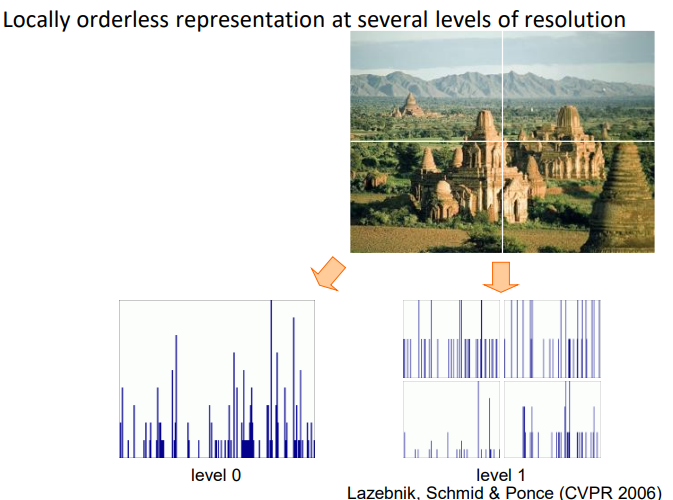 Locally orderless representation at several levels of resolution
level 0
level 1
Lazebnik, Schmid & Ponce (CVPR 2006)